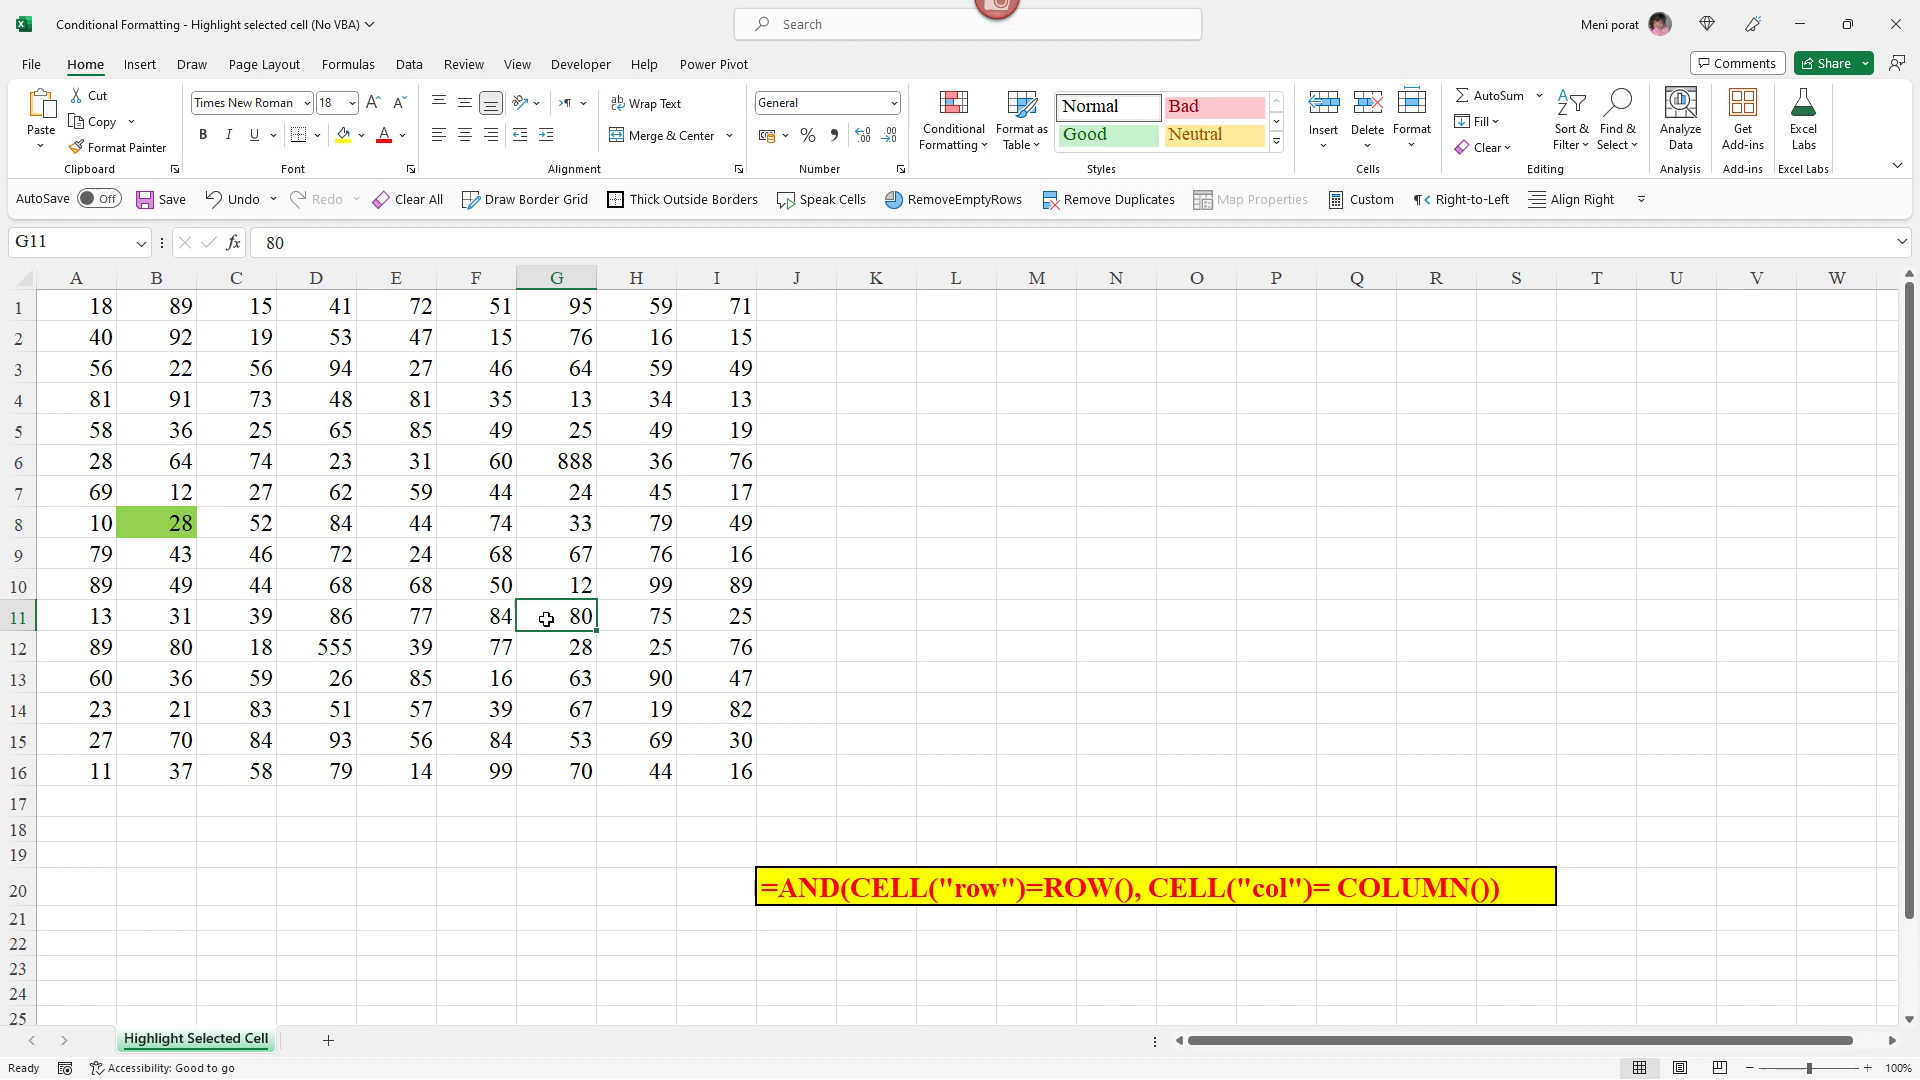 Conditional Formatting - Highlight selected cell (No VBA)
Search
Meni porat
File Home Insert Draw Page Layout Formulas Data Review View Developer Help Power Pivot
Comments Share
Paste Cut Copy Format Painter
Times New Roman 18
B I U
Wrap Text
Merge & Center
General
Conditional Formatting
Format as Table
Normal Bad Good Neutral
Insert Delete Format
AutoSum Fill Clear
Sort & Filter
Find & Select
Analyze Data
Get Add-ins
Excel Labs
Clipboard Font Alignment Number Styles Cells Editing Analysis Add-ins Excel Labs
AutoSave Off Save Undo Redo Clear All Draw Border Grid Thick Outside Borders Speak Cells RemoveEmptyRows Remove Duplicates Map Properties Custom Right-to-Left Align Right
G11 fx 80
A B C D E F G H I J K L M N O P Q R S T U V W
1 18 89 15 41 72 51 95 59 71
2 40 92 19 53 47 15 76 16 15
3 56 22 56 94 27 46 64 59 49
4 81 91 73 48 81 35 13 34 13
5 58 36 25 65 85 49 25 49 19
6 28 64 74 23 31 60 888 36 76
7 69 12 27 62 59 44 24 45 17
8 10 28 52 84 44 74 33 79 49
9 79 43 46 72 24 68 67 76 16
10 89 49 44 68 68 50 12 99 89
11 13 31 39 86 77 84 80 75 25
12 89 80 18 555 39 77 28 25 76
13 60 36 59 26 85 16 63 90 47
14 23 21 83 51 57 39 67 19 82
15 27 70 84 93 56 84 53 69 30
16 11 37 58 79 14 99 70 44 16
17
18
19
20 =AND(CELL("row")=ROW(), CELL("col")= COLUMN())
21
22
23
24
25
Highlight Selected Cell
Ready Accessibility: Good to go 100%